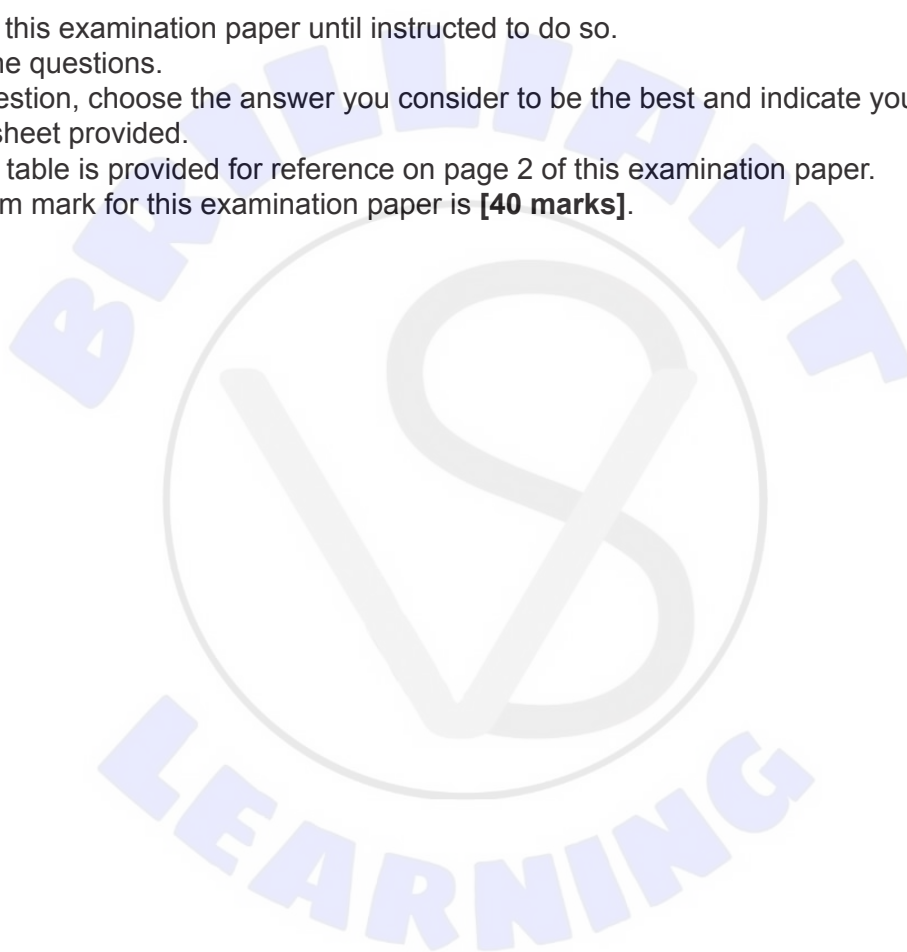 this examination paper until instructed to do so.
ne questions.
estion, choose the answer you consider to be the best and indicate you
sheet provided.
table is provided for reference on page 2 of this examination paper.
m mark for this examination paper is [40 marks].
BRILLIANT
VS
LEARNING